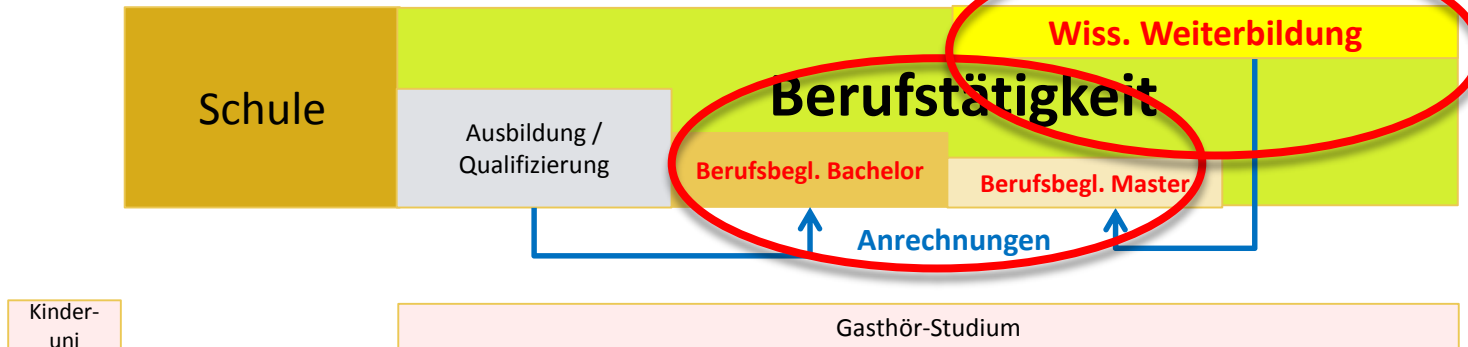 Wiss. Weiterbildung
Schule
Berufstätigkeit
Ausbildung /
Qualifizierung
Berufsbegl. Bachelor
Berufsbegl. Master
Anrechnungen
Kinder-
uni
Gasthör-Studium